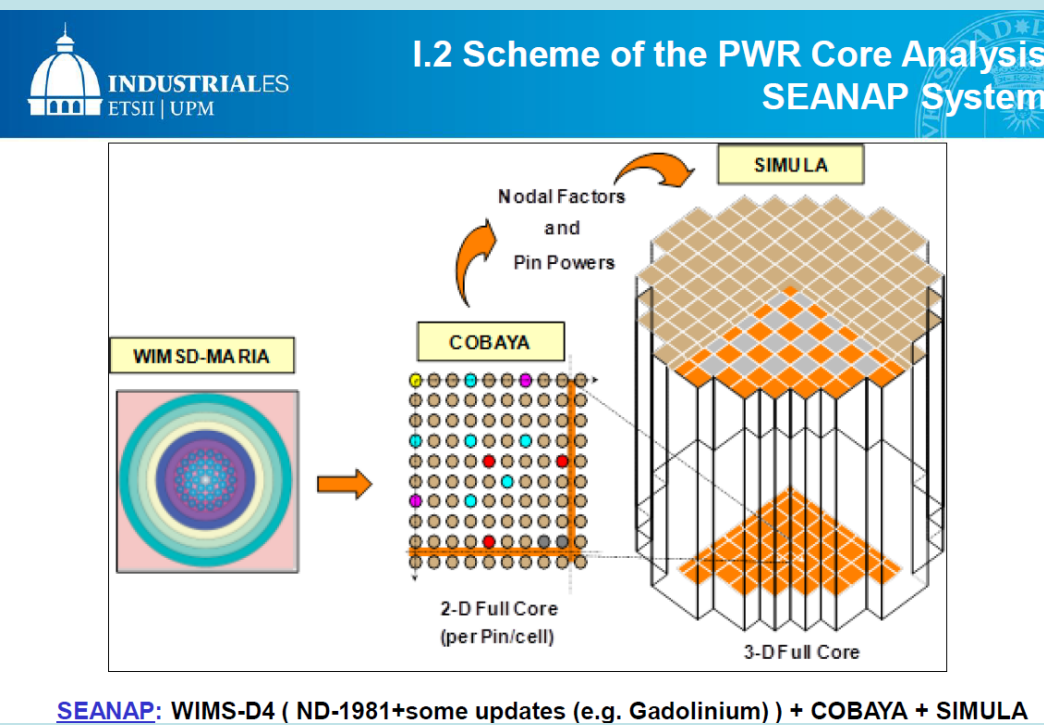 I.2 Scheme of the PWR Core Analysis
SEANAP System
INDUSTRIALES
ETSII | UPM
SIMULA
Nodal Factors
and
Pin Powers
COBAYA
WIMSD-MARIA
2-D Full Core
(per Pin/cell)
3-D Full Core
SEANAP: WIMS-D4 ( ND-1981+some updates (e.g. Gadolinium) ) + COBAYA + SIMULA